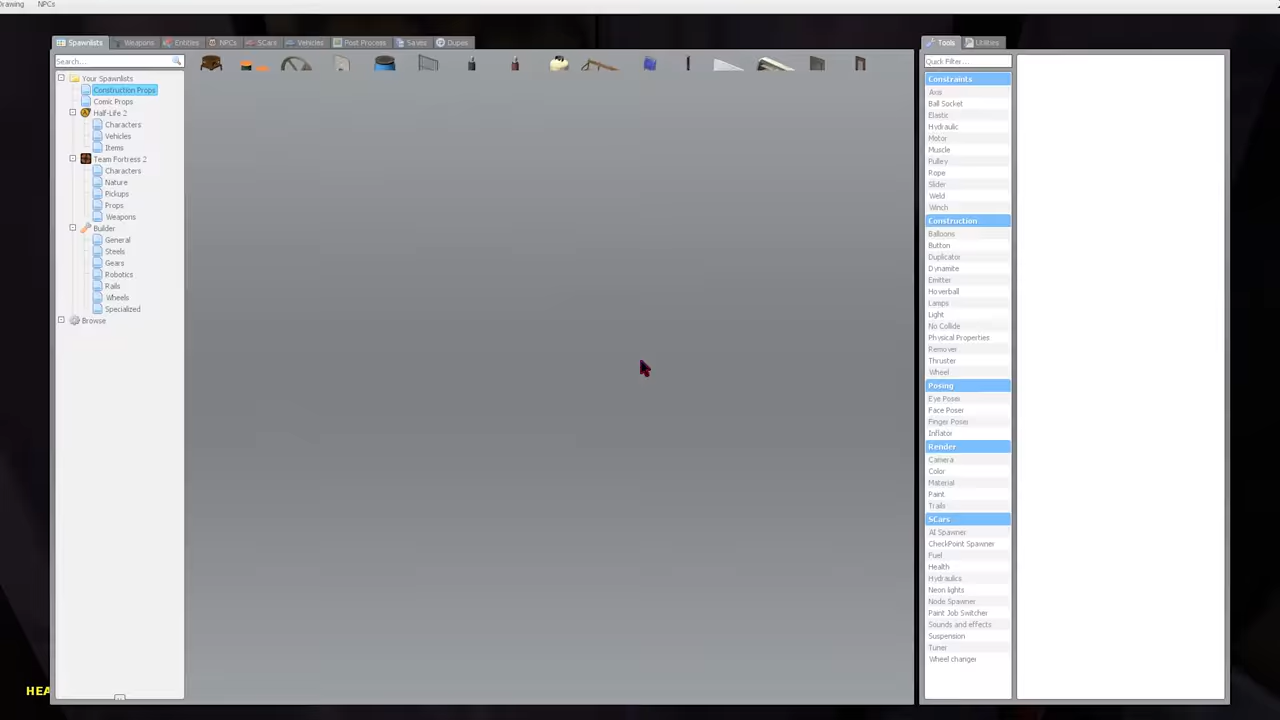 Drawing NPCs
Spawnlists Weapons Entities NPCs SCars Vehicles Post Process Saves Dupes
Search...
Your Spawnlists
Construction Props
Comic Props
Half-Life 2
Characters
Vehicles
Items
Team Fortress 2
Characters
Nature
Pickups
Props
Weapons
Builder
General
Steels
Gears
Robotics
Rails
Wheels
Specialized
Browse
HEA
Tools Utilities
Quick Filter...
Constraints
Axis
Ball Socket
Elastic
Hydraulic
Motor
Muscle
Pulley
Rope
Slider
Weld
Winch
Construction
Balloons
Button
Duplicator
Dynamite
Emitter
Hoverball
Lamps
Light
No Collide
Physical Properties
Remover
Thruster
Wheel
Posing
Eye Poser
Face Poser
Finger Poser
Inflator
Render
Camera
Color
Material
Paint
Trails
SCars
AI Spawner
CheckPoint Spawner
Fuel
Health
Hydraulics
Neon lights
Node Spawner
Paint Job Switcher
Sounds and effects
Suspension
Tuner
Wheel changer